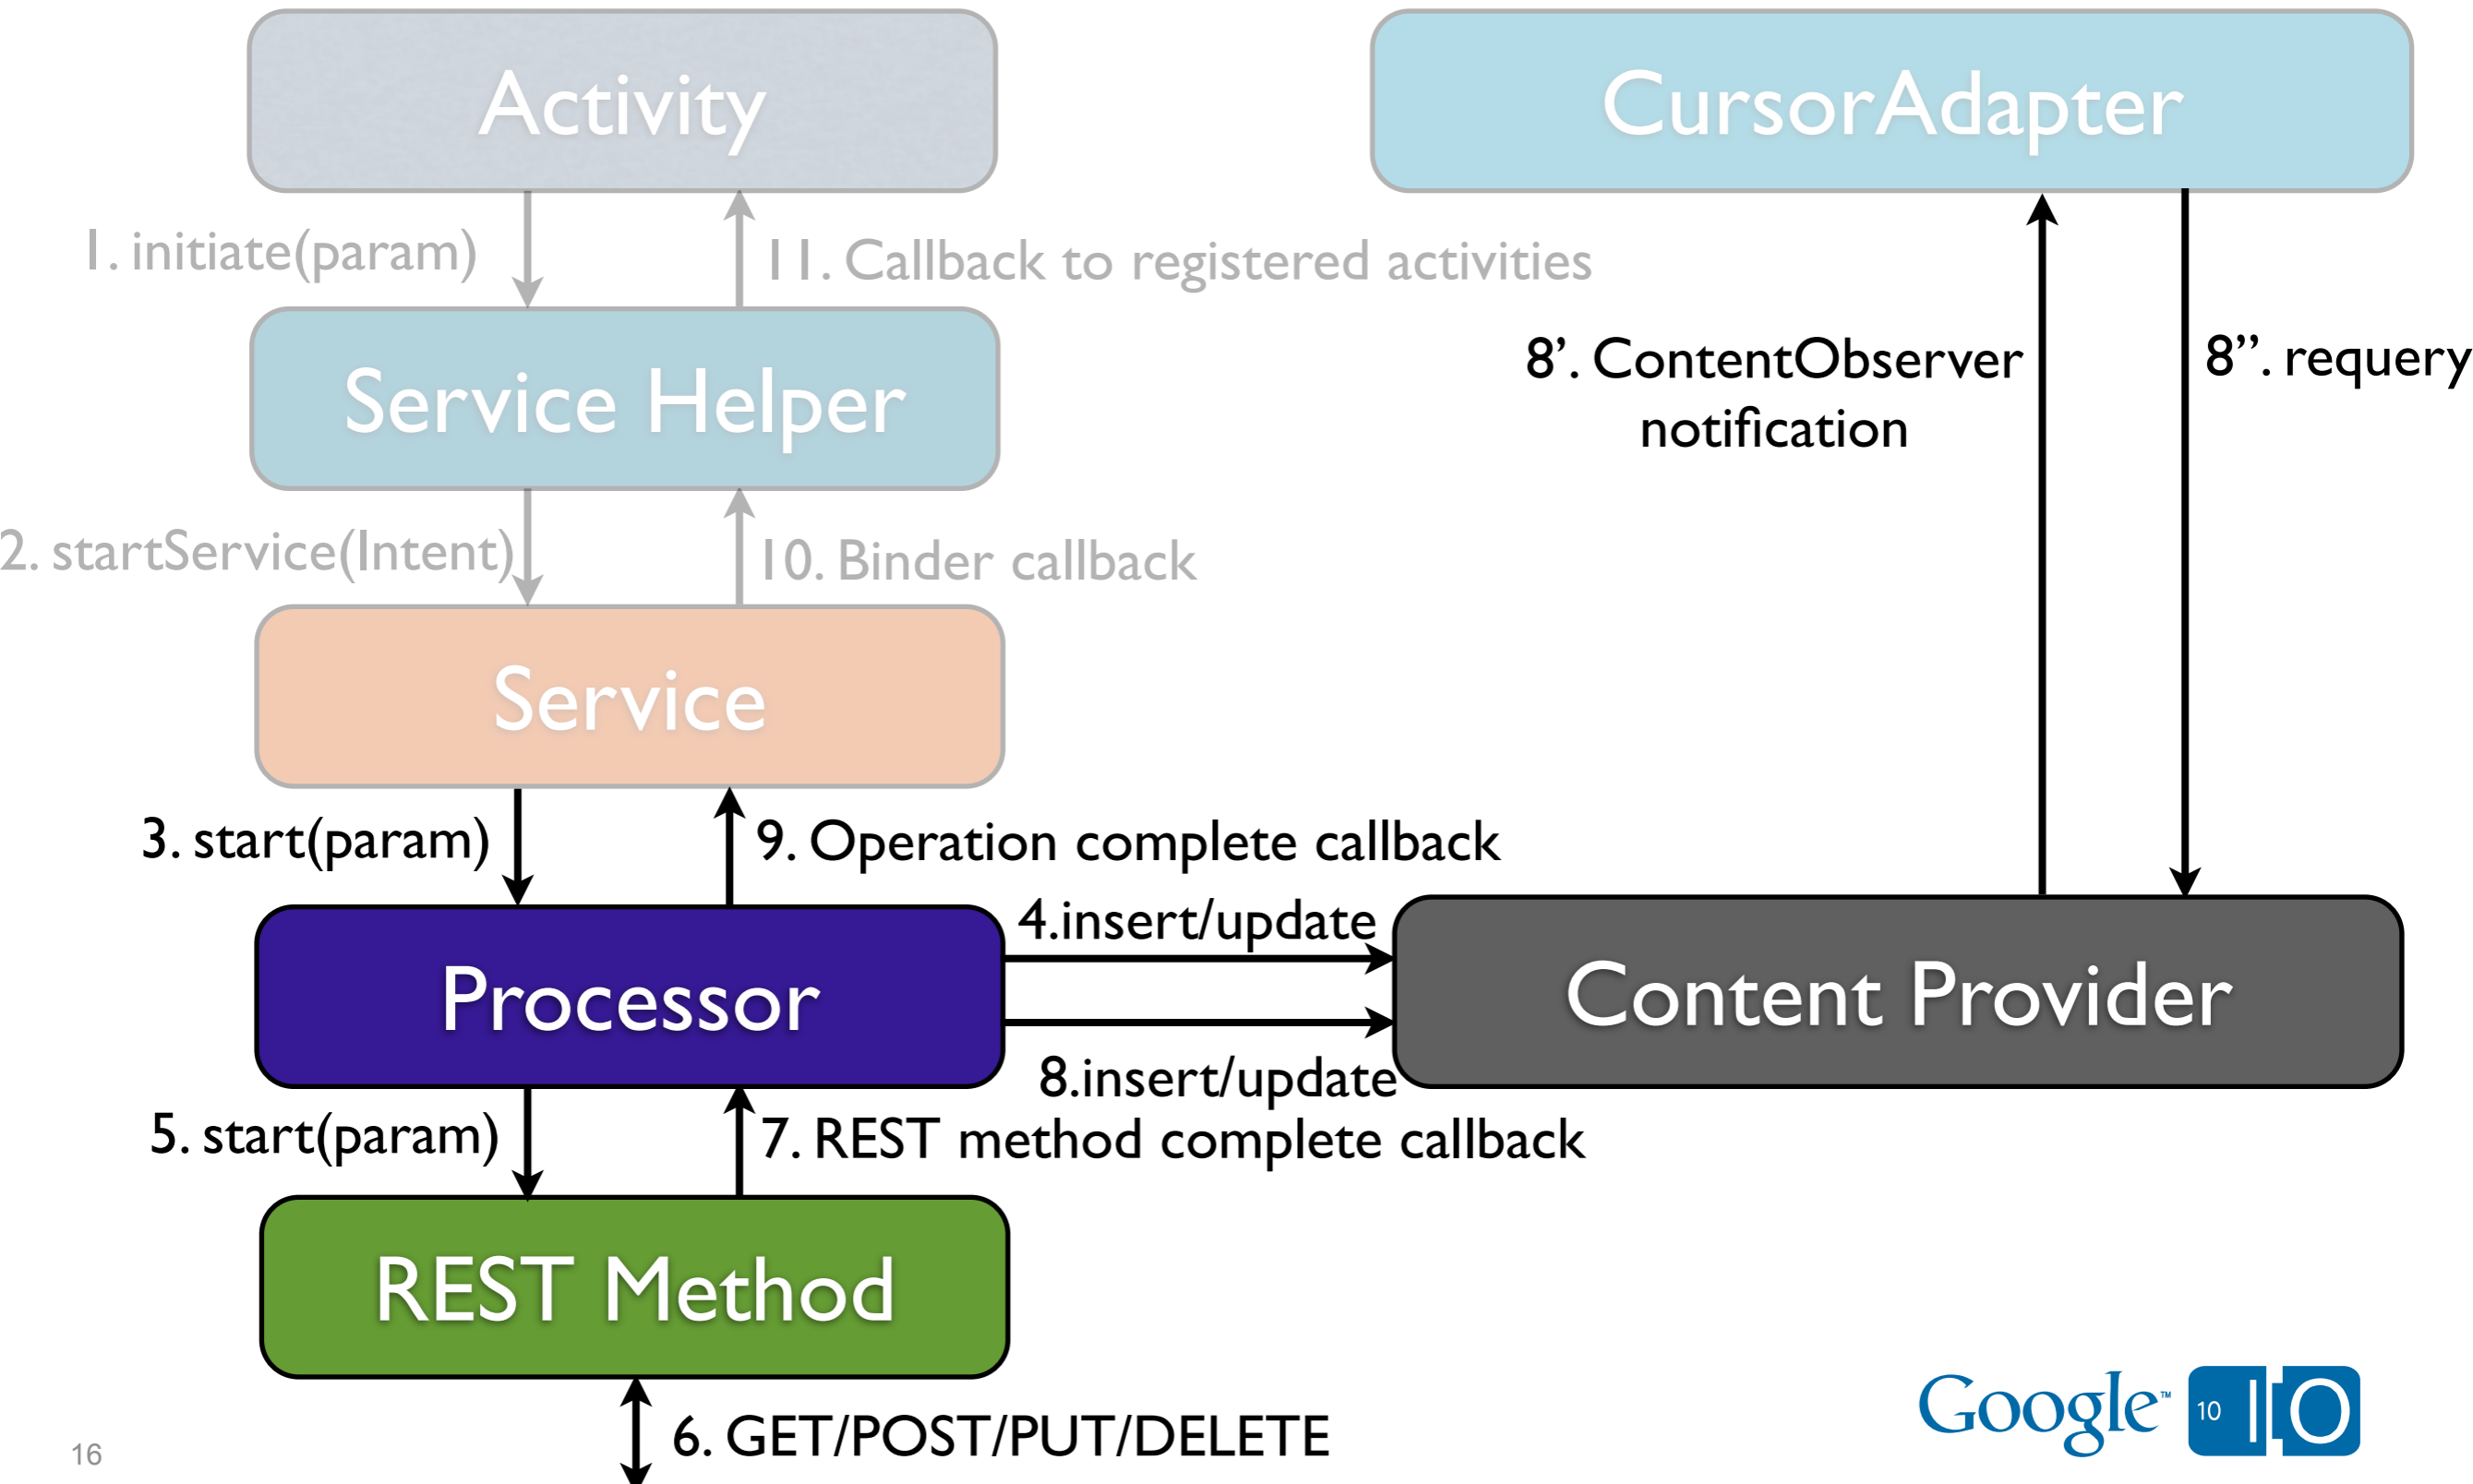 Activity
CursorAdapter
1. initiate(param)
11. Callback to registered activities
Service Helper
8’. ContentObserver
notification
8’’. requery
2. startService(Intent)
10. Binder callback
Service
3. start(param)
9. Operation complete callback
4.insert/update
Processor
Content Provider
8.insert/update
5. start(param)
7. REST method complete callback
REST Method
6. GET/POST/PUT/DELETE
Google™ 10 IO
16